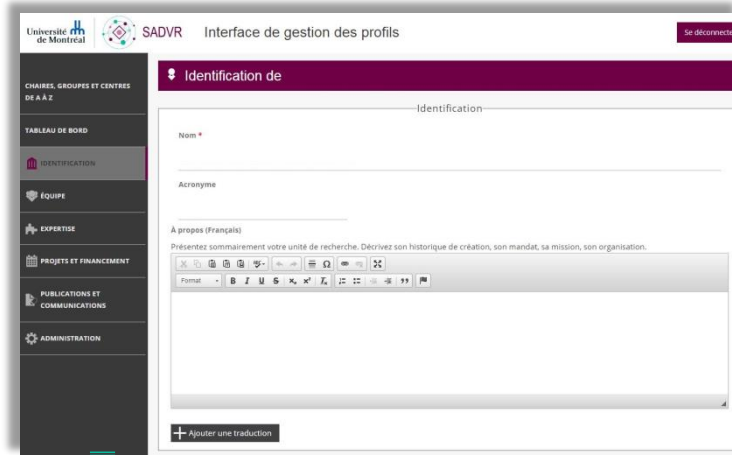 Université
de Montréal
SADVR
Interface de gestion des profils
Se déconnecte
CHAIRES, GROUPES ET CENTRES
DE A À Z
TABLEAU DE BORD
IDENTIFICATION
ÉQUIPE
EXPERTISE
PROJETS ET FINANCEMENT
PUBLICATIONS ET
COMMUNICATIONS
ADMINISTRATION
Identification de
Identification
Nom *
Acronyme
À propos (Français)
Présentez sommairement votre unité de recherche. Décrivez son historique de création, son mandat, sa mission, son organisation.
Format
B I U S
Ajouter une traduction